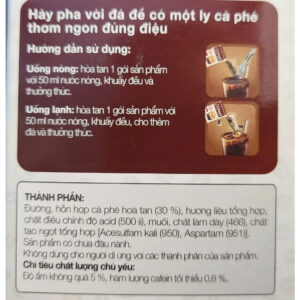 Hãy pha với đá để có một ly cà phê
thơm ngon đúng điệu
Hướng dẫn sử dụng:
Uống nóng: hòa tan 1 gói sản phẩm
với 50 ml nước nóng, khuấy đều và
thưởng thức.
Uống lạnh: hòa tan 1 gói sản phẩm với
50 ml nước nóng, khuấy đều, cho thêm
đá và thưởng thức.
THÀNH PHẦN:
Đường, hỗn hợp cà phê hòa tan (30 %), hương liệu tổng hợp,
chất điều chỉnh độ acid (500 ii), muối, chất làm dày (466), chất
tạo ngọt tổng hợp [Acesulfam kali (950), Aspartam (951)].
Sản phẩm có chứa đậu nành.
Không dùng cho người dị ứng với các thành phần của sản phẩm.
Chỉ tiêu chất lượng chủ yếu:
Độ ẩm không quá 5 %, hàm lượng cafein tối thiểu 0,6 %.